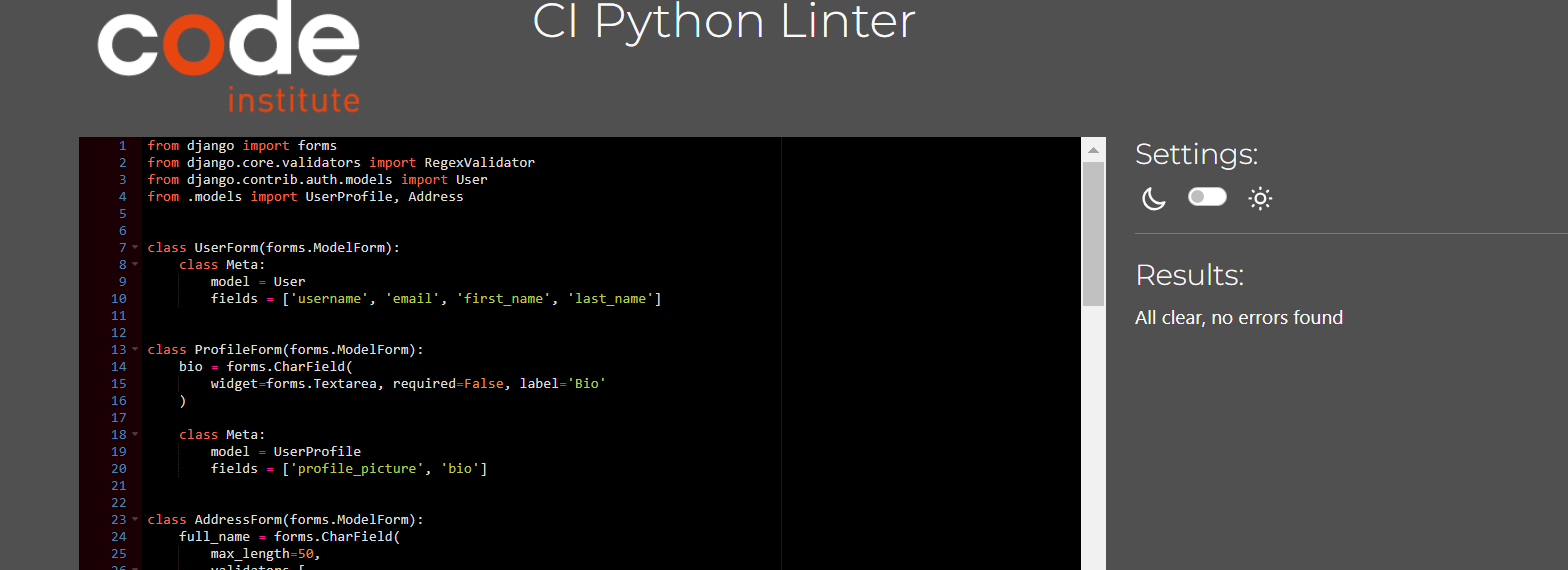 code
institute
CI Python Linter
1 from django import forms
2 from django.core.validators import RegexValidator
3 from django.contrib.auth.models import User
4 from .models import UserProfile, Address
5
6
7 class UserForm(forms.ModelForm):
8     class Meta:
9         model = User
10         fields = ['username', 'email', 'first_name', 'last_name']
11
12
13 class ProfileForm(forms.ModelForm):
14     bio = forms.CharField(
15         widget=forms.Textarea, required=False, label='Bio'
16     )
17
18     class Meta:
19         model = UserProfile
20         fields = ['profile_picture', 'bio']
21
22
23 class AddressForm(forms.ModelForm):
24     full_name = forms.CharField(
25         max_length=50,
Settings:
Results:
All clear, no errors found